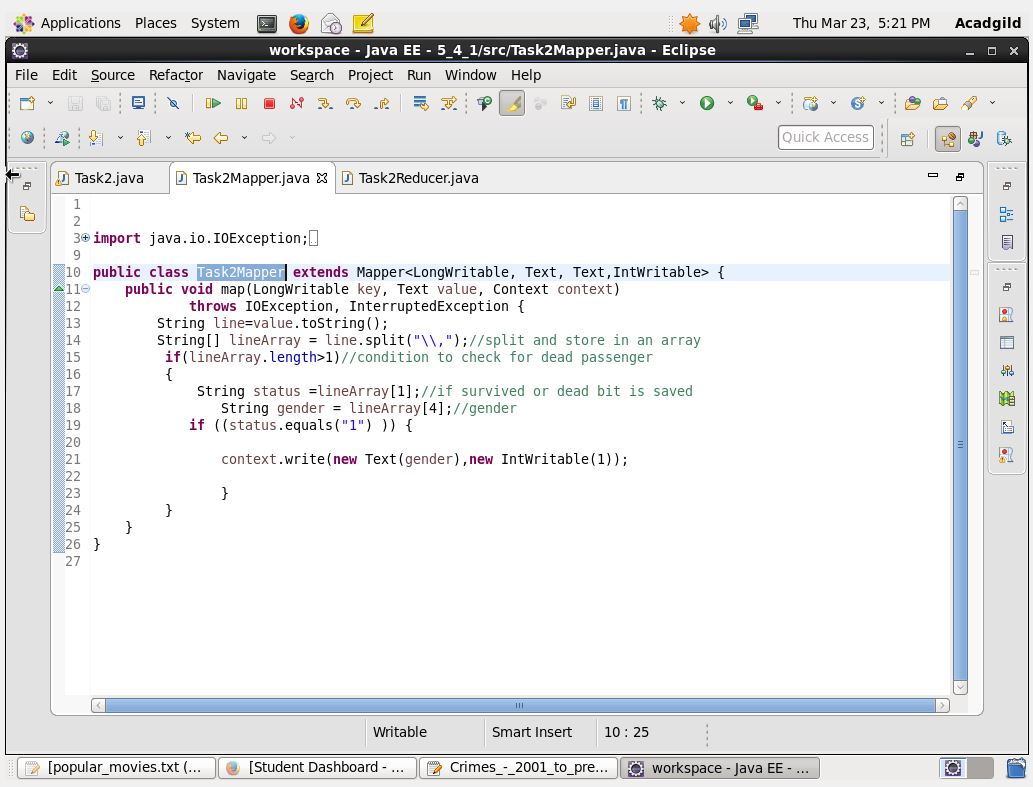 Applications Places System Thu Mar 23, 5:21 PM Acadgild
workspace - Java EE - 5_4_1/src/Task2Mapper.java - Eclipse
File Edit Source Refactor Navigate Search Project Run Window Help
Quick Access
Task2.java Task2Mapper.java Task2Reducer.java
1
2
3 import java.io.IOException;
9
10 public class Task2Mapper extends Mapper<LongWritable, Text, Text,IntWritable> {
11 public void map(LongWritable key, Text value, Context context)
12 throws IOException, InterruptedException {
13 String line=value.toString();
14 String[] lineArray = line.split("\\,");//split and store in an array
15 if(lineArray.length>1)//condition to check for dead passenger
16 {
17 String status =lineArray[1];//if survived or dead bit is saved
18 String gender = lineArray[4];//gender
19 if ((status.equals("1") )) {
20
21 context.write(new Text(gender),new IntWritable(1));
22
23 }
24 }
25 }
26 }
27
Writable Smart Insert 10 : 25
[popular_movies.txt (... [Student Dashboard - ... Crimes_-_2001_to_pre... workspace - Java EE - ...